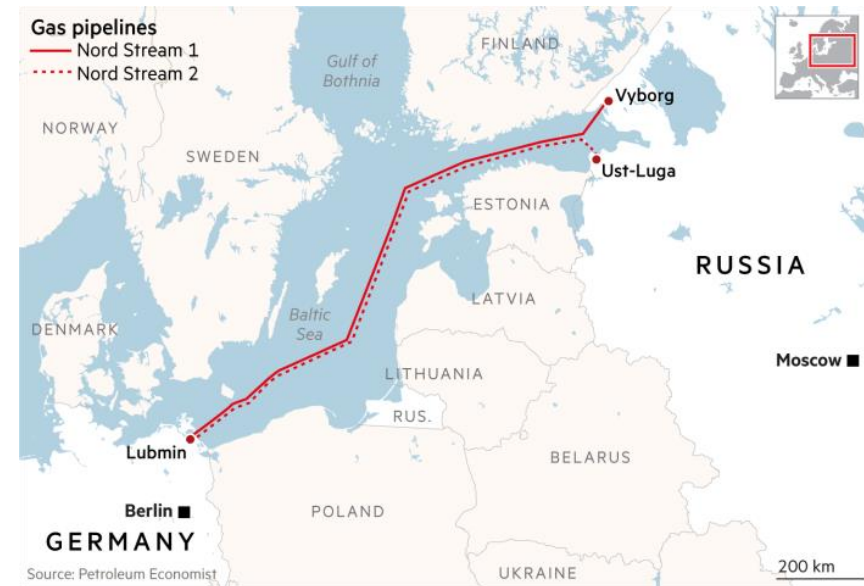 Gas pipelines
Nord Stream 1
Nord Stream 2
Gulf of
Bothnia
FINLAND
Vyborg
NORWAY
SWEDEN
Ust-Luga
ESTONIA
RUSSIA
LATVIA
Baltic
Sea
DENMARK
Moscow
LITHUANIA
RUS.
Lubmin
BELARUS
Berlin
POLAND
GERMANY
Source: Petroleum Economist
UKRAINE
200 km